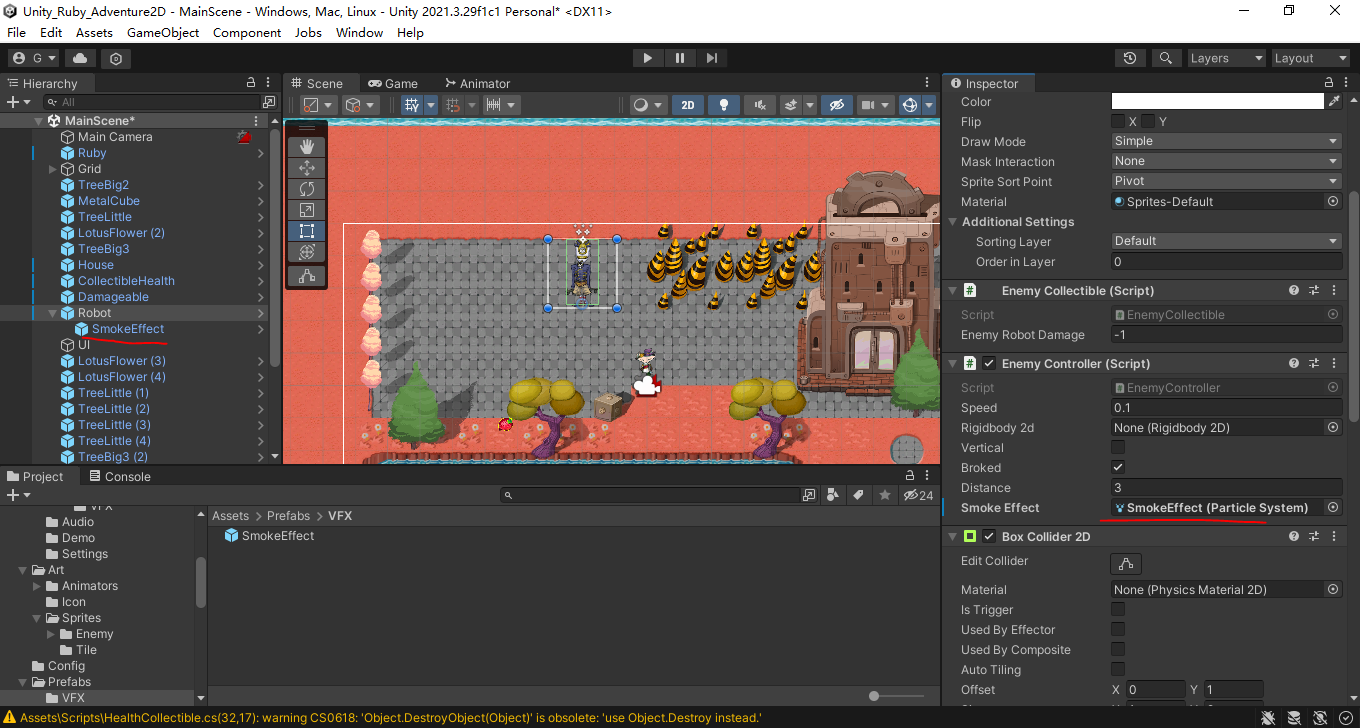 Unity_Ruby_Adventure2D - MainScene - Windows, Mac, Linux - Unity 2021.3.29f1c1 Personal* <DX11>
File Edit Assets GameObject Component Jobs Window Help
G Layers Layout
Hierarchy
All
MainScene*
Main Camera
Ruby
Grid
TreeBig2
MetalCube
TreeLittle
LotusFlower (2)
TreeBig3
House
CollectibleHealth
Damageable
Robot
SmokeEffect
UI
LotusFlower (3)
LotusFlower (4)
TreeLittle (1)
TreeLittle (2)
TreeLittle (3)
TreeLittle (4)
TreeBig3 (2)
Scene Game Animator
2D
Inspector
Color
Flip X Y
Draw Mode Simple
Mask Interaction None
Sprite Sort Point Pivot
Material Sprites-Default
Additional Settings
Sorting Layer Default
Order in Layer 0
Enemy Collectible (Script)
Script EnemyCollectible
Enemy Robot Damage -1
Enemy Controller (Script)
Script EnemyController
Speed 0.1
Rigidbody 2d None (Rigidbody 2D)
Vertical
Broked
Distance 3
Smoke Effect SmokeEffect (Particle System)
Box Collider 2D
Edit Collider
Material None (Physics Material 2D)
Is Trigger
Used By Effector
Used By Composite
Auto Tiling
Offset X 0 Y 1
Project Console
24
VFX
Audio
Demo
Settings
Art
Animators
Icon
Sprites
Enemy
Tile
Config
Prefabs
VFX
Assets > Prefabs > VFX
SmokeEffect
Assets\Scripts\HealthCollectible.cs(32,17): warning CS0618: 'Object.DestroyObject(Object)' is obsolete: 'use Object.Destroy instead.'